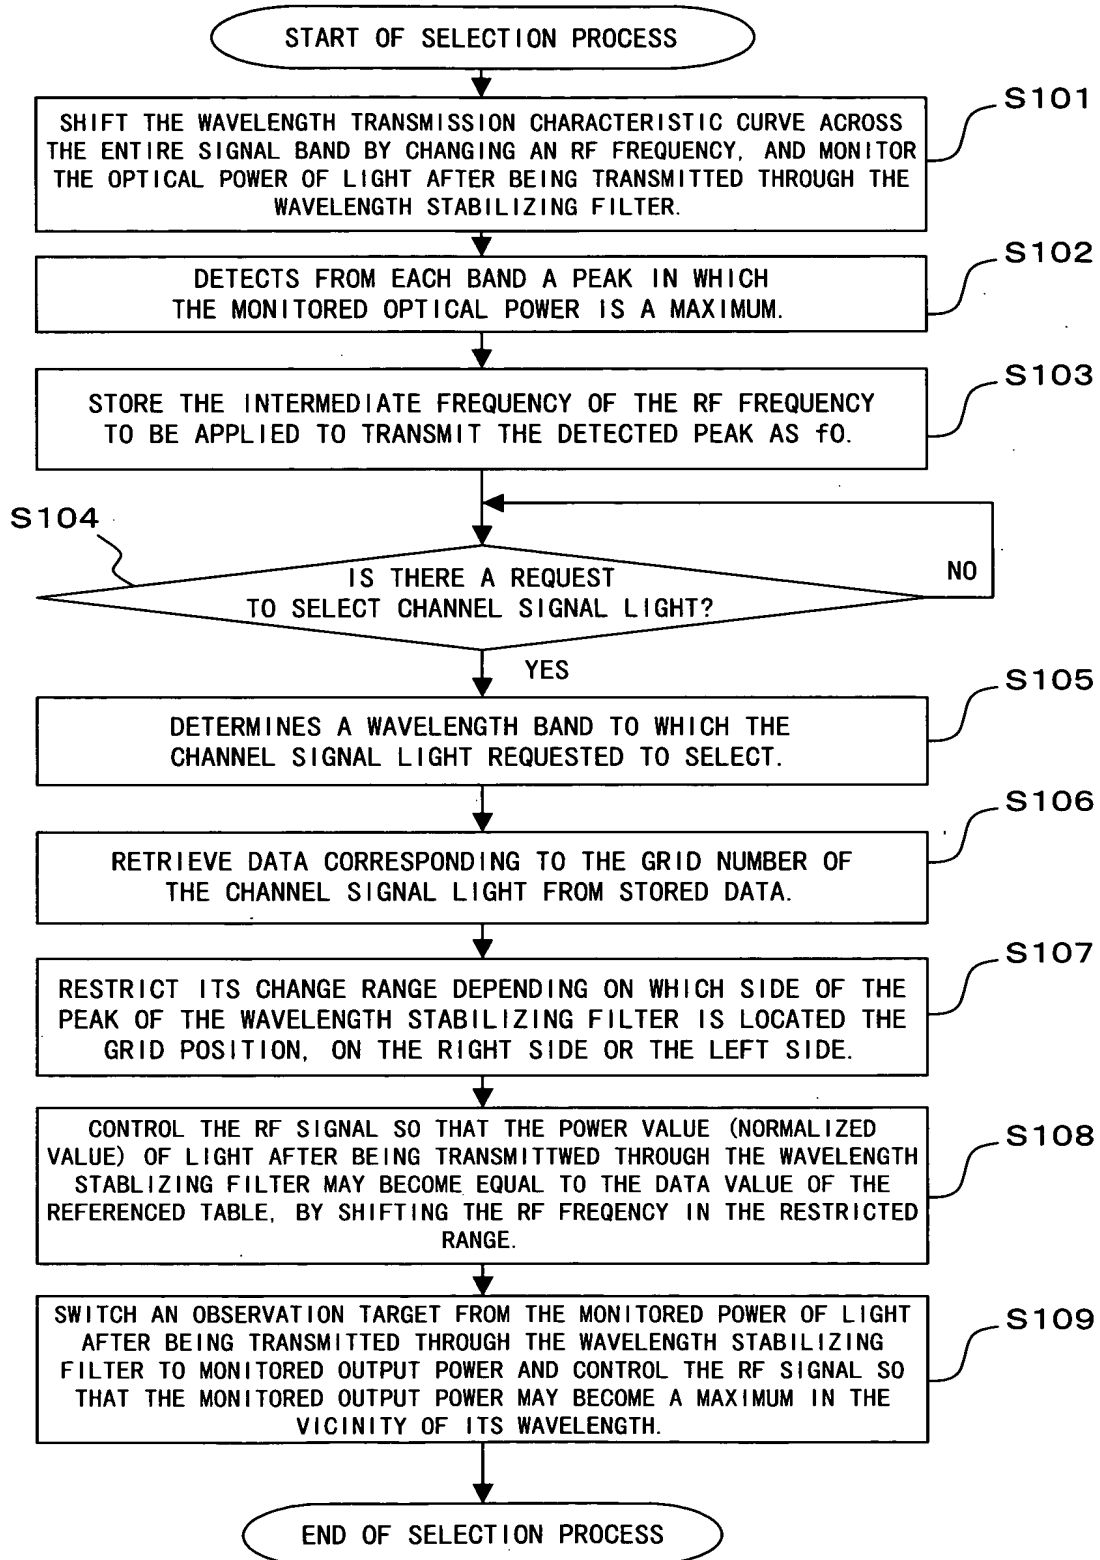 START OF SELECTION PROCESS
S101
SHIFT THE WAVELENGTH TRANSMISSION CHARACTERISTIC CURVE ACROSS
THE ENTIRE SIGNAL BAND BY CHANGING AN RF FREQUENCY, AND MONITOR
THE OPTICAL POWER OF LIGHT AFTER BEING TRANSMITTED THROUGH THE
WAVELENGTH STABILIZING FILTER.
S102
DETECTS FROM EACH BAND A PEAK IN WHICH
THE MONITORED OPTICAL POWER IS A MAXIMUM.
S103
STORE THE INTERMEDIATE FREQUENCY OF THE RF FREQUENCY
TO BE APPLIED TO TRANSMIT THE DETECTED PEAK AS f0.
S104
IS THERE A REQUEST
TO SELECT CHANNEL SIGNAL LIGHT?
NO
YES
S105
DETERMINES A WAVELENGTH BAND TO WHICH THE
CHANNEL SIGNAL LIGHT REQUESTED TO SELECT.
S106
RETRIEVE DATA CORRESPONDING TO THE GRID NUMBER OF
THE CHANNEL SIGNAL LIGHT FROM STORED DATA.
S107
RESTRICT ITS CHANGE RANGE DEPENDING ON WHICH SIDE OF THE
PEAK OF THE WAVELENGTH STABILIZING FILTER IS LOCATED THE
GRID POSITION, ON THE RIGHT SIDE OR THE LEFT SIDE.
S108
CONTROL THE RF SIGNAL SO THAT THE POWER VALUE (NORMALIZED
VALUE) OF LIGHT AFTER BEING TRANSMITTWED THROUGH THE WAVELENGTH
STABLIZING FILTER MAY BECOME EQUAL TO THE DATA VALUE OF THE
REFERENCED TABLE, BY SHIFTING THE RF FREQENCY IN THE RESTRICTED
RANGE.
S109
SWITCH AN OBSERVATION TARGET FROM THE MONITORED POWER OF LIGHT
AFTER BEING TRANSMITTED THROUGH THE WAVELENGTH STABILIZING
FILTER TO MONITORED OUTPUT POWER AND CONTROL THE RF SIGNAL SO
THAT THE MONITORED OUTPUT POWER MAY BECOME A MAXIMUM IN THE
VICINITY OF ITS WAVELENGTH.
END OF SELECTION PROCESS